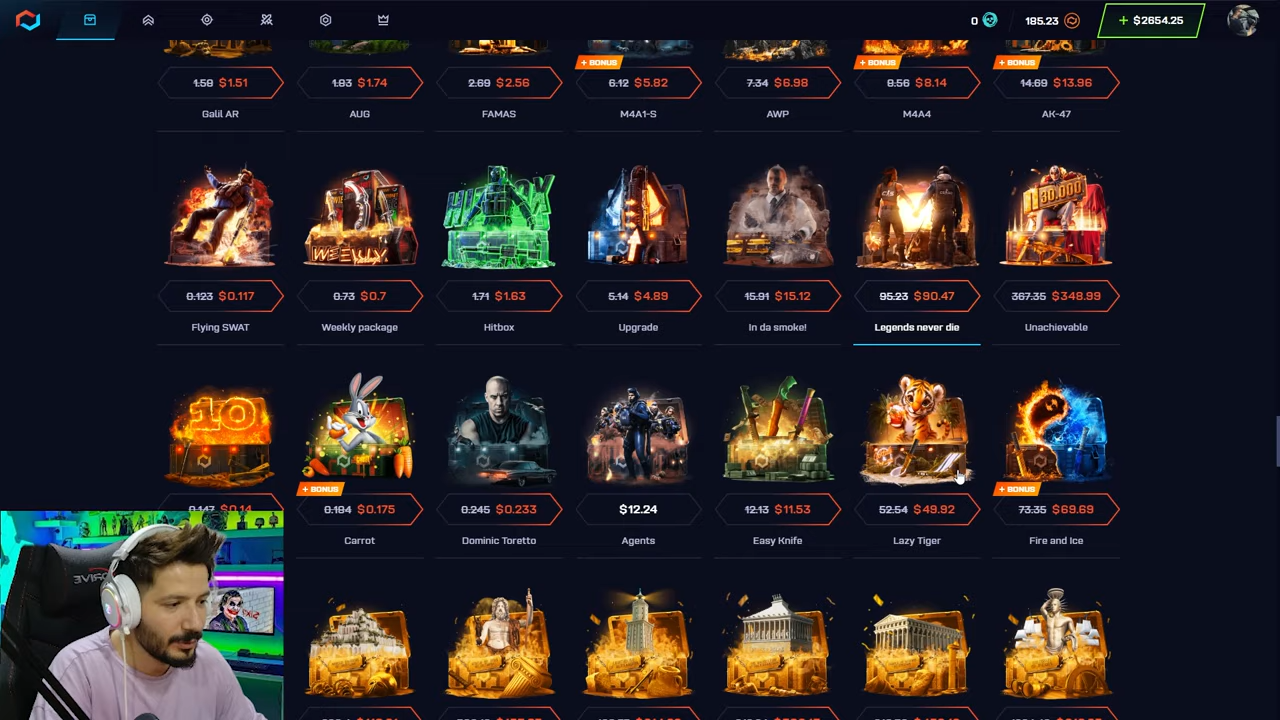 0
185.23
+ $2654.25
1.58 $1.51
1.83 $1.74
2.69 $2.56
+ BONUS
6.12 $5.82
7.34 $6.98
+ BONUS
8.56 $8.14
+ BONUS
14.69 $13.96
Galil AR
AUG
FAMAS
M4A1-S
AWP
M4A4
AK-47
WEEKLY
HITBOX
30.000
0.123 $0.117
0.73 $0.7
1.71 $1.63
5.14 $4.89
15.91 $15.12
95.23 $90.47
367.35 $348.99
Flying SWAT
Weekly package
Hitbox
Upgrade
In da smoke!
Legends never die
Unachievable
10
0.147 $0.14
+ BONUS
0.184 $0.175
0.245 $0.233
$12.24
12.13 $11.53
52.54 $49.92
+ BONUS
73.35 $69.69
Carrot
Dominic Toretto
Agents
Easy Knife
Lazy Tiger
Fire and Ice